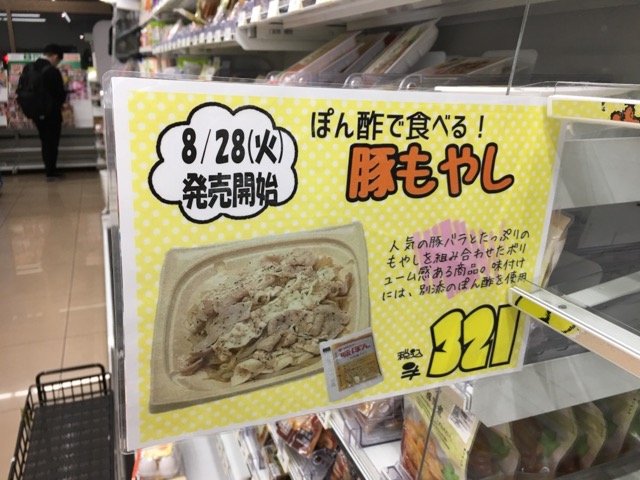 8/28(火)
発売開始
ぽん酢で食べる!
豚もやし
人気の豚バラとたっぷりの
もやしを組み合わせたボリ
ューム感ある商品。味付け
には、別添のぽん酢を使用
税込
321